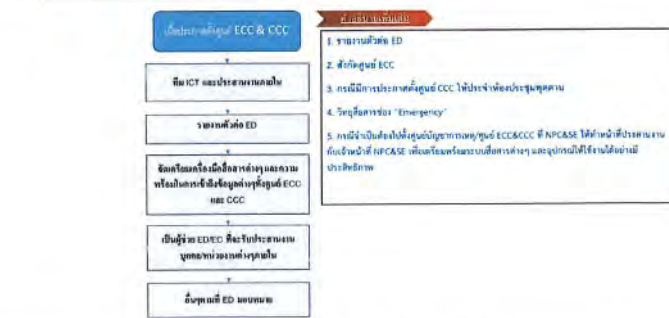 เมื่อประกาศตั้งศูนย์ ECC & CCC
ทีม ICT และประสานงานภายใน
รายงานตัวต่อ ED
จัดเตรียมเครื่องมือสื่อสารต่างๆและความ
พร้อมในการเข้าถึงข้อมูลต่างๆทั้งศูนย์ ECC
และ CCC
เป็นผู้ช่วย ED/EC ที่จะรับประสานงาน
บุคคล/หน่วยงานต่างๆภายใน
อื่นๆตามที่ ED มอบหมาย
คำอธิบายเพิ่มเติม
1. รายงานตัวต่อ ED
2. สังกัดศูนย์ ECC
3. กรณีมีการประกาศตั้งศูนย์ CCC ให้ประจำห้องประชุมพุดตาน
4. วิทยุสื่อสารช่อง "Emergency"
5. กรณีจำเป็นต้องไปตั้งศูนย์บัญชาการเหตุ/ศูนย์ ECC&CCC ที่ NPC&SE ให้ทำหน้าที่ประสานงาน
กับเจ้าหน้าที่ NPC&SE เพื่อเตรียมพร้อมระบบสื่อสารต่างๆ และอุปกรณ์ให้ใช้งานได้อย่างมี
ประสิทธิภาพ